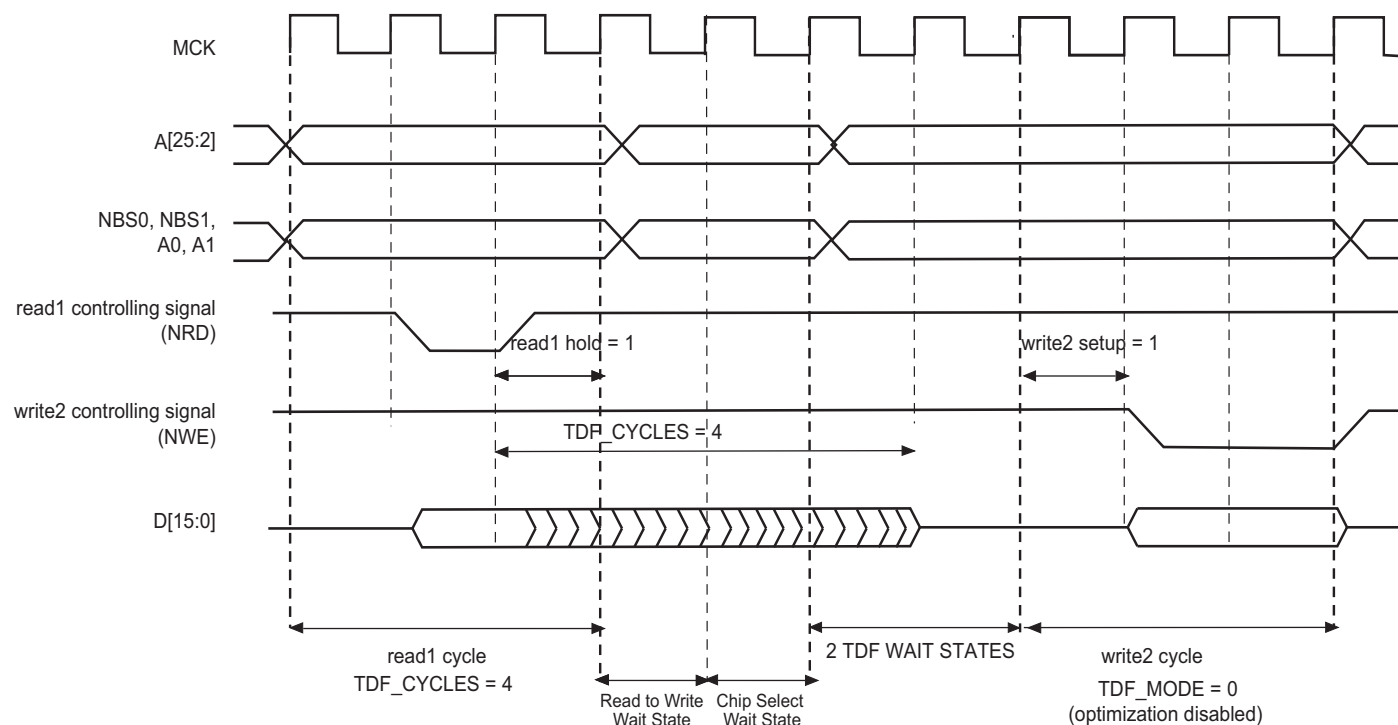 MCK
A[25:2]
NBS0, NBS1,
A0, A1
read1 controlling signal
(NRD)
read1 hold = 1
write2 setup = 1
write2 controlling signal
(NWE)
TDF_CYCLES = 4
D[15:0]
read1 cycle
TDF_CYCLES = 4
Read to Write
Wait State
Chip Select
Wait State
2 TDF WAIT STATES
write2 cycle
TDF_MODE = 0
(optimization disabled)